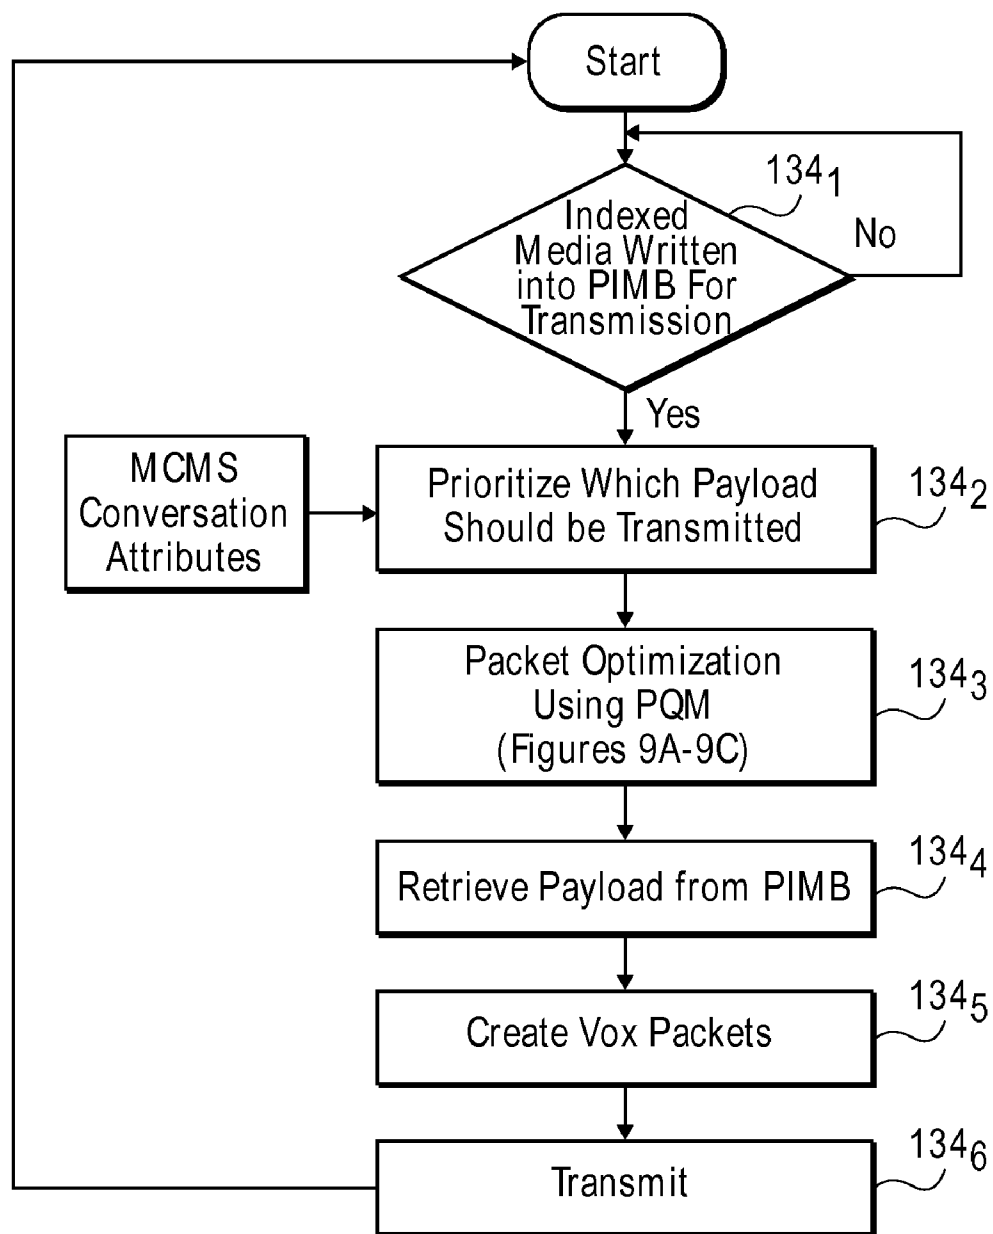 Start
134₁
Indexed
Media Written
into PIMB For
Transmission
No
Yes
MCMS
Conversation
Attributes
Prioritize Which Payload
Should be Transmitted
134₂
Packet Optimization
Using PQM
(Figures 9A-9C)
134₃
Retrieve Payload from PIMB
134₄
Create Vox Packets
134₅
Transmit
134₆